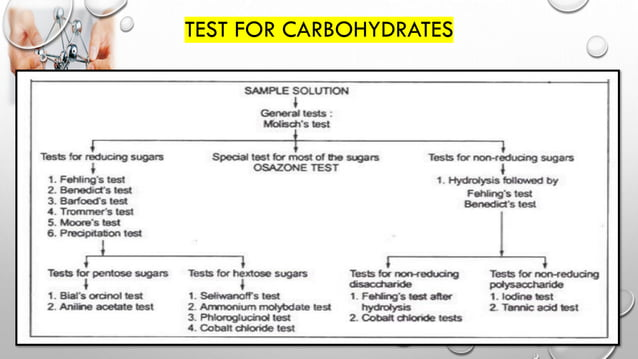 TEST FOR CARBOHYDRATES
SAMPLE SOLUTION
General tests :
Molisch's test
Tests for reducing sugars
1. Fehling's test
2. Benedict's test
3. Barfoed's test
4. Trommer's test
5. Moore's test
6. Precipitation test
Special test for most of the sugars
OSAZONE TEST
Tests for non-reducing sugars
1. Hydrolysis followed by
Fehling's test
Benedict's test
Tests for pentose sugars
1. Bial's orcinol test
2. Aniline acetate test
Tests for hextose sugars
1. Seliwanoff's test
2. Ammonium molybdate test
3. Phloroglucinol test
4. Cobalt chloride test
Tests for non-reducing
disaccharide
1. Fehling's test after
hydrolysis
2. Cobalt chloride tests
Tests for non-reducing
polysaccharide
1. Iodine test
2. Tannic acid test